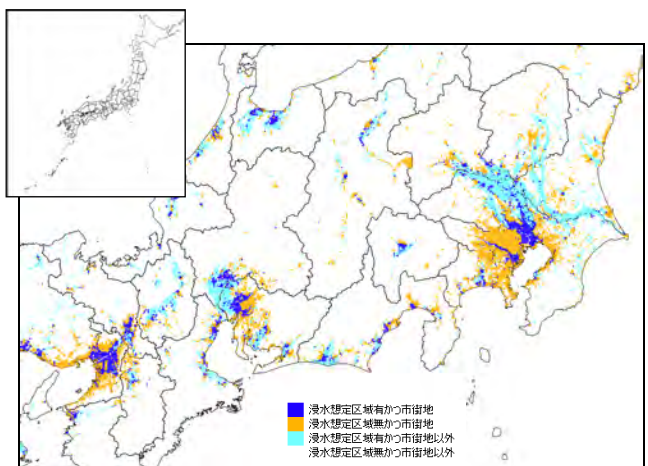 浸水想定区域有かつ市街地
浸水想定区域無かつ市街地
浸水想定区域有かつ市街地以外
浸水想定区域無かつ市街地以外